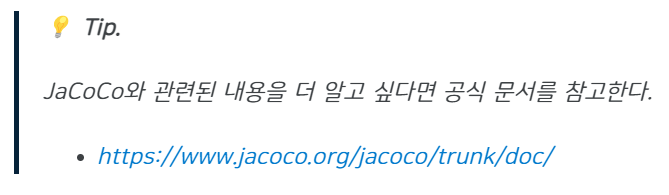 💡 Tip.
JaCoCo와 관련된 내용을 더 알고 싶다면 공식 문서를 참고한다.
• https://www.jacoco.org/jacoco/trunk/doc/